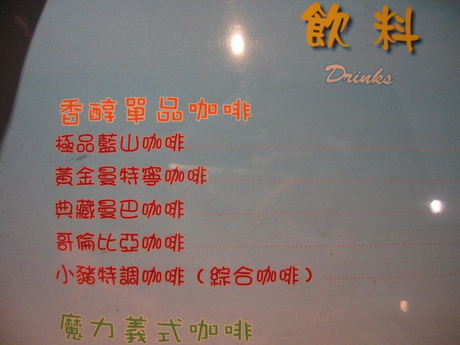 飲料
Drinks
香醇單品咖啡
極品藍山咖啡
黃金曼特寧咖啡
典藏曼巴咖啡
哥倫比亞咖啡
小豬特調咖啡（綜合咖啡）
魔力義式咖啡